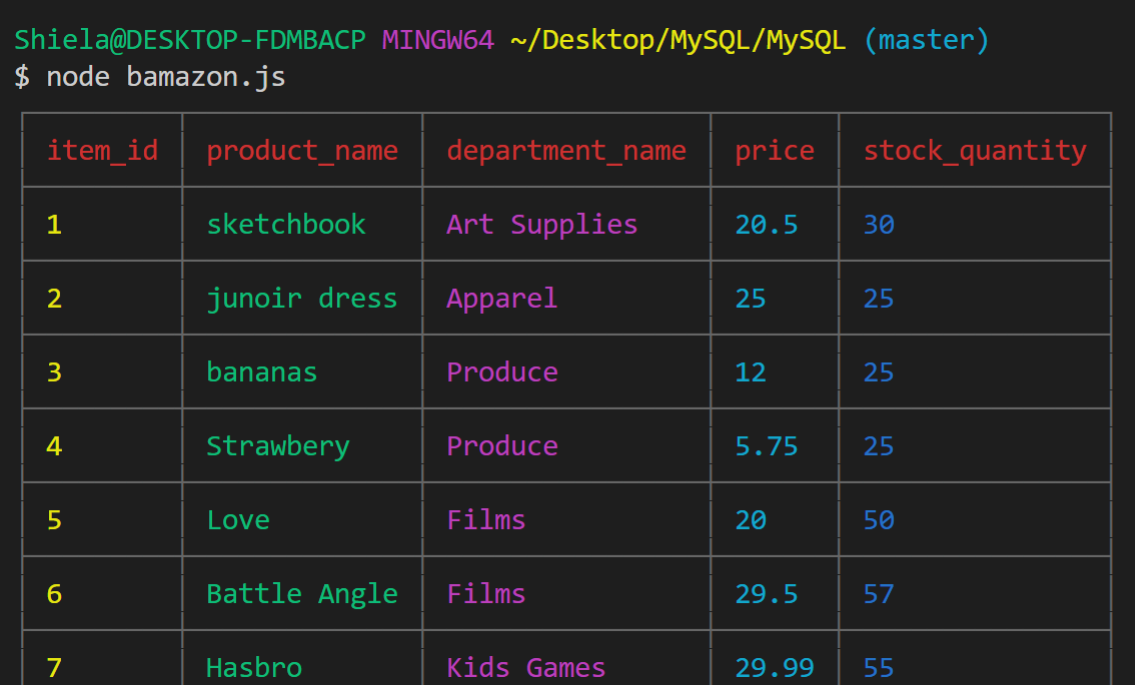 Shiela@DESKTOP-FDMBACP MINGW64 ~/Desktop/MySQL/MySQL (master)
$ node bamazon.js
item_id product_name department_name price stock_quantity
1 sketchbook Art Supplies 20.5 30
2 junoir dress Apparel 25 25
3 bananas Produce 12 25
4 Strawbery Produce 5.75 25
5 Love Films 20 50
6 Battle Angle Films 29.5 57
7 Hasbro Kids Games 29.99 55